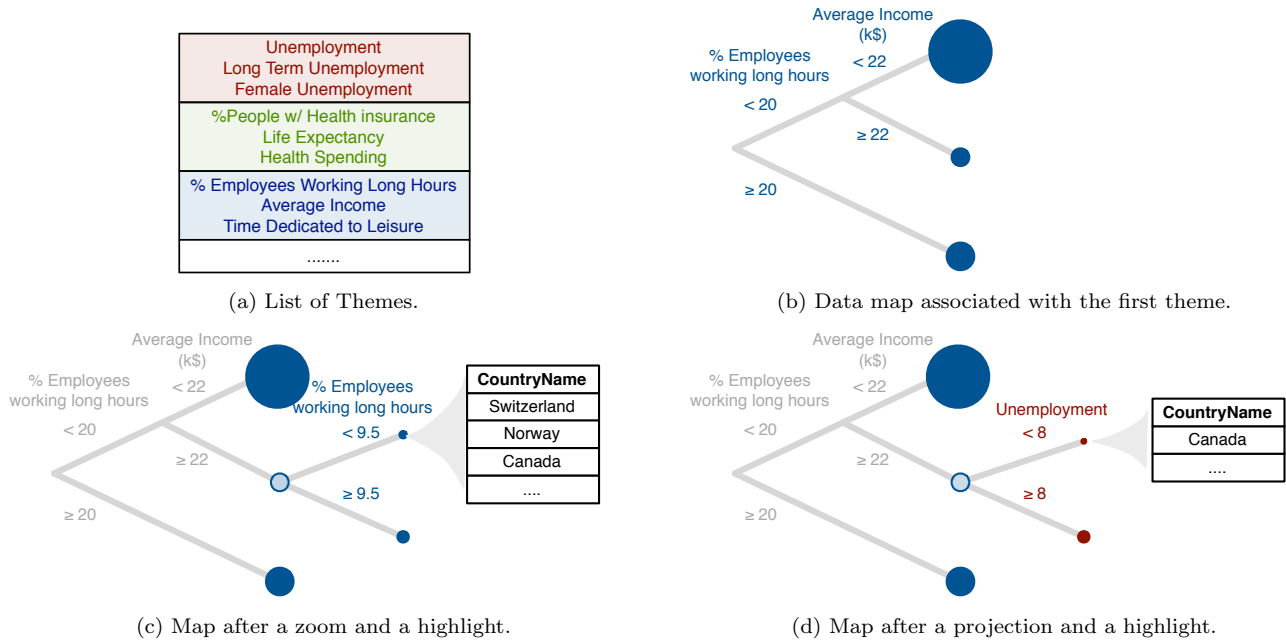 Unemployment
Long Term Unemployment
Female Unemployment
%People w/ Health insurance
Life Expectancy
Health Spending
% Employees Working Long Hours
Average Income
Time Dedicated to Leisure
.......
(a) List of Themes.
Average Income
(k$)
% Employees
working long hours
< 22
< 20
≥ 22
≥ 20
(b) Data map associated with the first theme.
Average Income
(k$)
% Employees
working long hours
< 22
< 20
≥ 22
≥ 20
% Employees
working long hours
< 9.5
≥ 9.5
CountryName
Switzerland
Norway
Canada
....
(c) Map after a zoom and a highlight.
Average Income
(k$)
% Employees
working long hours
< 22
< 20
≥ 22
≥ 20
Unemployment
< 8
≥ 8
CountryName
Canada
....
(d) Map after a projection and a highlight.